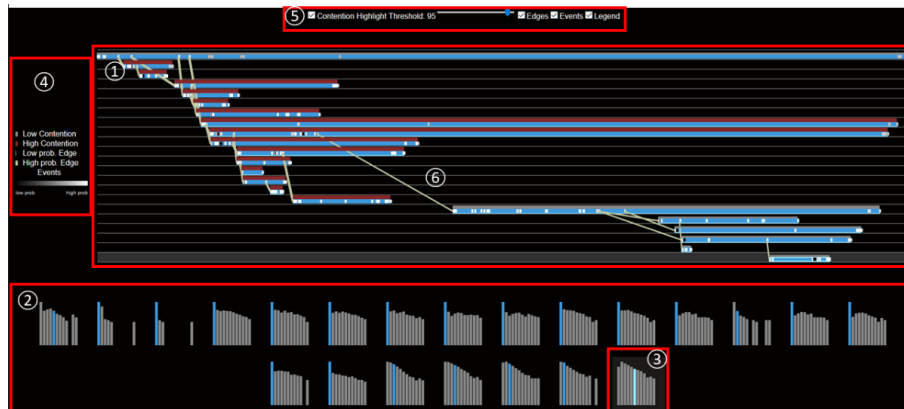 ⑤ Contention Highlight Threshold: 95 Edges Events Legend
①
④
Low Contention
High Contention
Low prob. Edge
High prob. Edge
Events
low prob high prob
⑥
②
③